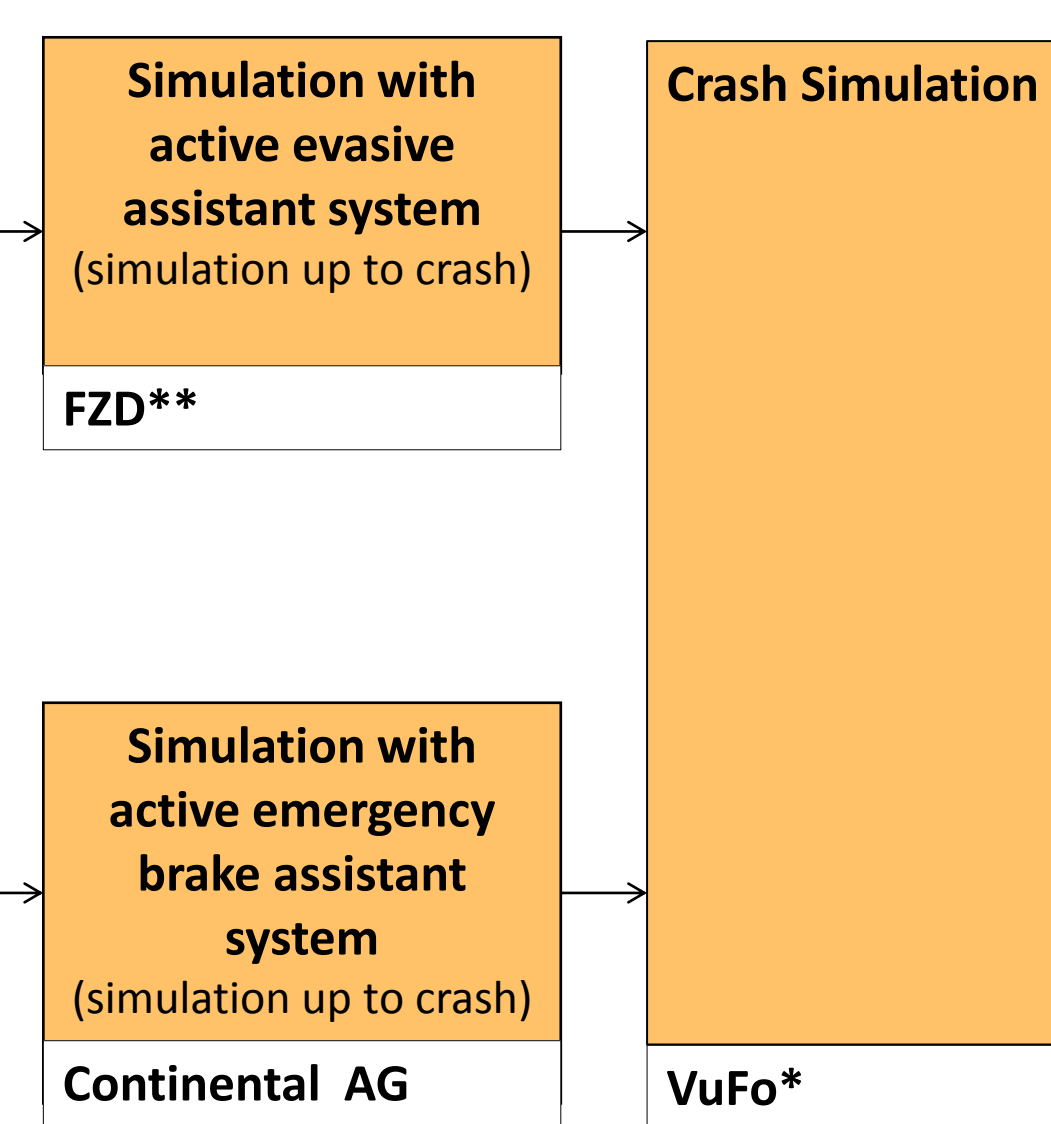 Simulation with
active evasive
assistant system
(simulation up to crash)
FZD**
Crash Simulation
Simulation with
active emergency
brake assistant
system
(simulation up to crash)
Continental  AG
VuFo*